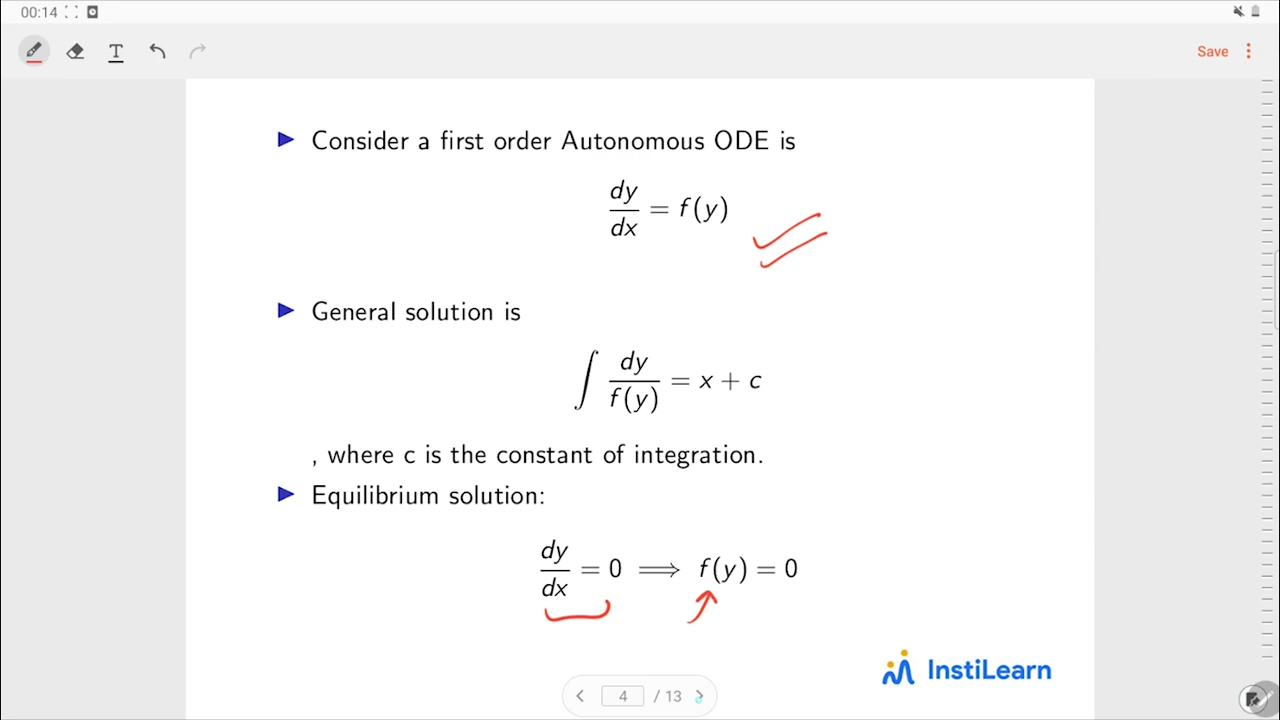 00:14
T
Save
▶ Consider a first order Autonomous ODE is
dy/dx = f(y)
▶ General solution is
∫ dy/f(y) = x + c
, where c is the constant of integration.
▶ Equilibrium solution:
dy/dx = 0 ⟹ f(y) = 0
InstiLearn
< 4 / 13 >